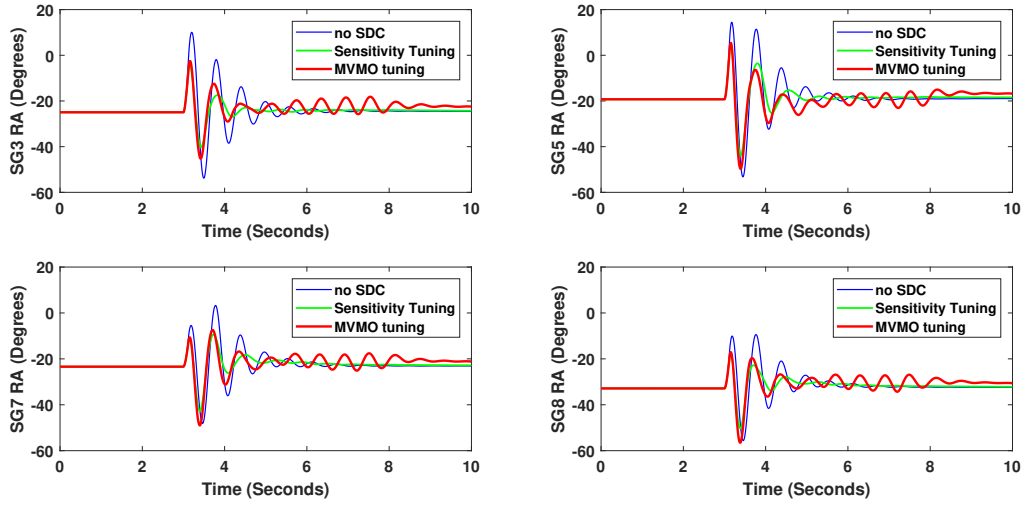 20
0
-20
-40
-60
SG3 RA (Degrees)
no SDC
Sensitivity Tuning
MVMO tuning
0 2 4 6 8 10
Time (Seconds)
20
0
-20
-40
-60
SG5 RA (Degrees)
no SDC
Sensitivity Tuning
MVMO tuning
0 2 4 6 8 10
Time (Seconds)
20
0
-20
-40
-60
SG7 RA (Degrees)
no SDC
Sensitivity Tuning
MVMO tuning
0 2 4 6 8 10
Time (Seconds)
20
0
-20
-40
-60
SG8 RA (Degrees)
no SDC
Sensitivity Tuning
MVMO tuning
0 2 4 6 8 10
Time (Seconds)